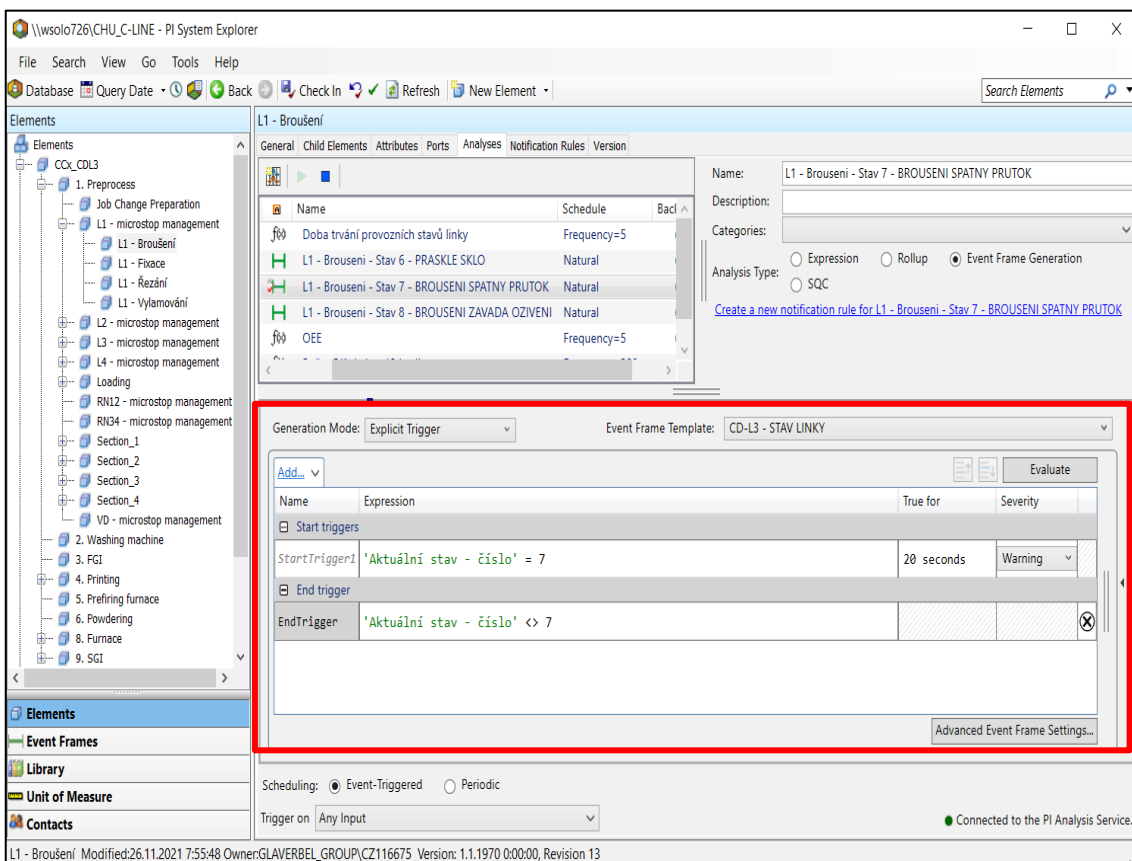 \\wsolo726\CHU_C-LINE - PI System Explorer
File Search View Go Tools Help
Database Query Date Back Check In Refresh New Element Search Elements
Elements
Elements
CCx_CDL3
1. Preprocess
Job Change Preparation
L1 - microstop management
L1 - Broušení
L1 - Fixace
L1 - Řezání
L1 - Vylamování
L2 - microstop management
L3 - microstop management
L4 - microstop management
Loading
RN12 - microstop management
RN34 - microstop management
Section_1
Section_2
Section_3
Section_4
VD - microstop management
2. Washing machine
3. FGI
4. Printing
5. Prefiring furnace
6. Powdering
8. Furnace
9. SGI
Elements
Event Frames
Library
Unit of Measure
Contacts
L1 - Broušení
General Child Elements Attributes Ports Analyses Notification Rules Version
Name Schedule Back
f(x) Doba trvání provozních stavů linky Frequency=5
L1 - Brouseni - Stav 6 - PRASKLE SKLO Natural
L1 - Brouseni - Stav 7 - BROUSENI SPATNY PRUTOK Natural
L1 - Brouseni - Stav 8 - BROUSENI ZAVADA OZIVENI Natural
f(x) OEE Frequency=5
Name: L1 - Brouseni - Stav 7 - BROUSENI SPATNY PRUTOK
Description:
Categories:
Analysis Type: Expression Rollup Event Frame Generation
SQC
Create a new notification rule for L1 - Brouseni - Stav 7 - BROUSENI SPATNY PRUTOK
Generation Mode: Explicit Trigger Event Frame Template: CD-L3 - STAV LINKY
Add... Evaluate
Name Expression True for Severity
Start triggers
StartTrigger1 'Aktuální stav - číslo' = 7 20 seconds Warning
End trigger
EndTrigger 'Aktuální stav - číslo' <> 7
Advanced Event Frame Settings...
Scheduling: Event-Triggered Periodic
Trigger on Any Input Connected to the PI Analysis Service.
L1 - Broušení Modified:26.11.2021 7:55:48 Owner:GLAVERBEL_GROUP\CZ116675 Version: 1.1.1970 0:00:00, Revision 13